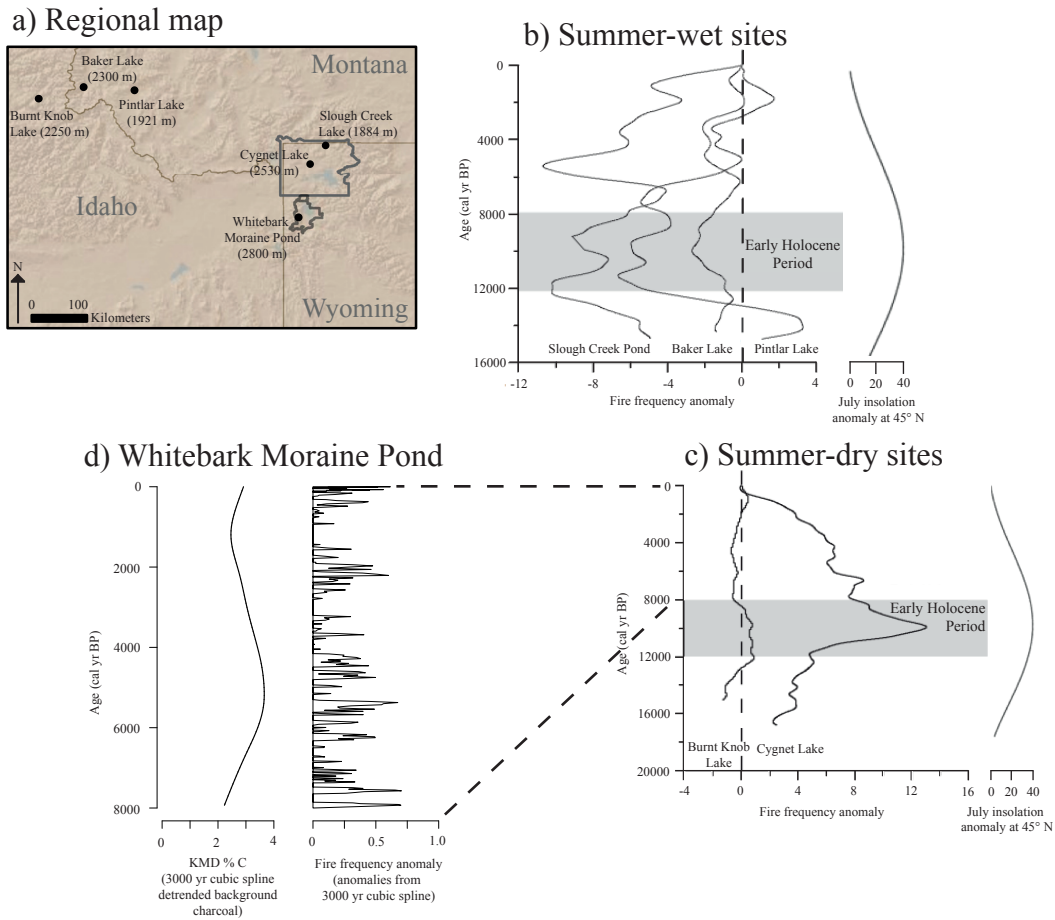 a) Regional map
Montana
Baker Lake
(2300 m)
Burnt Knob
Lake (2250 m)
Pintlar Lake
(1921 m)
Slough Creek
Lake (1884 m)
Cygnet Lake
(2530 m)
Idaho
Whitebark
Moraine Pond
(2800 m)
N
0 100
Kilometers
Wyoming
b) Summer-wet sites
Age (cal yr BP)
0
4000
8000
12000
16000
Early Holocene
Period
Slough Creek Pond Baker Lake Pintlar Lake
-12 -8 -4 0 4
Fire frequency anomaly
0 20 40
July insolation
anomaly at 45° N
d) Whitebark Moraine Pond
Age (cal yr BP)
0
2000
4000
6000
8000
0 2 4
KMD % C
(3000 yr cubic spline
detrended background
charcoal)
0 0.5 1.0
Fire frequency anomaly
(anomalies from
3000 yr cubic spline)
c) Summer-dry sites
Age (cal yr BP)
0
4000
8000
12000
16000
20000
Early Holocene
Period
Burnt Knob
Lake
Cygnet Lake
-4 0 4 8 12 16
Fire frequency anomaly
0 20 40
July insolation
anomaly at 45° N